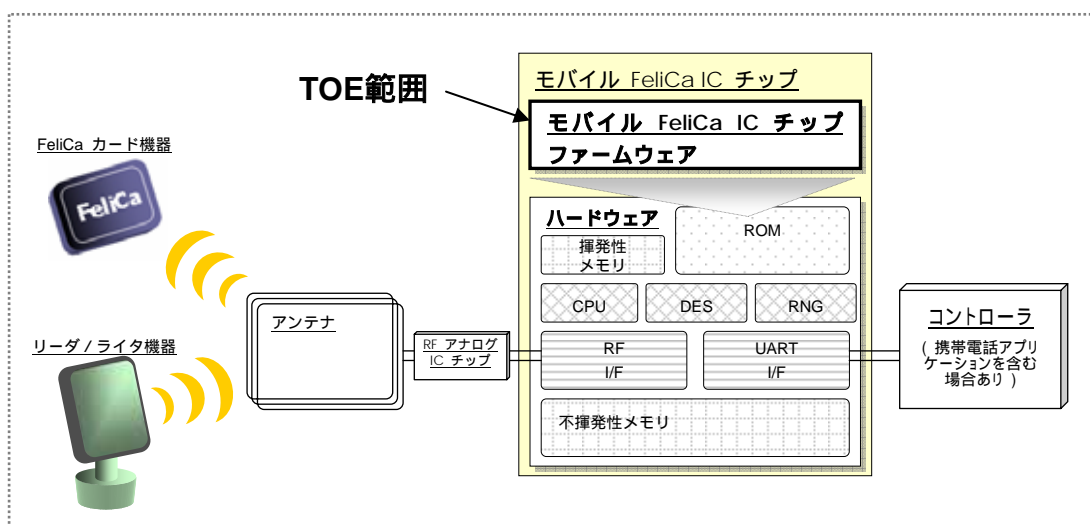 TOE範囲
モバイル FeliCa IC チップ
モバイル FeliCa IC チップ
ファームウェア
FeliCa カード機器
FeliCa
リーダ / ライタ機器
アンテナ
RF アナログ
IC チップ
ハードウェア
揮発性
メモリ
ROM
CPU
DES
RNG
RF
I/F
UART
I/F
不揮発性メモリ
コントローラ
( 携帯電話アプリ
ケーションを含む
場合あり )